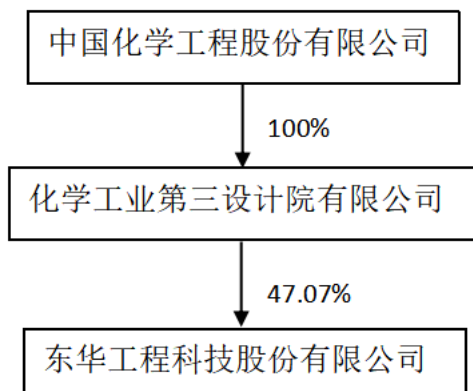 中国化学工程股份有限公司
100%
化学工业第三设计院有限公司
47.07%
东华工程科技股份有限公司